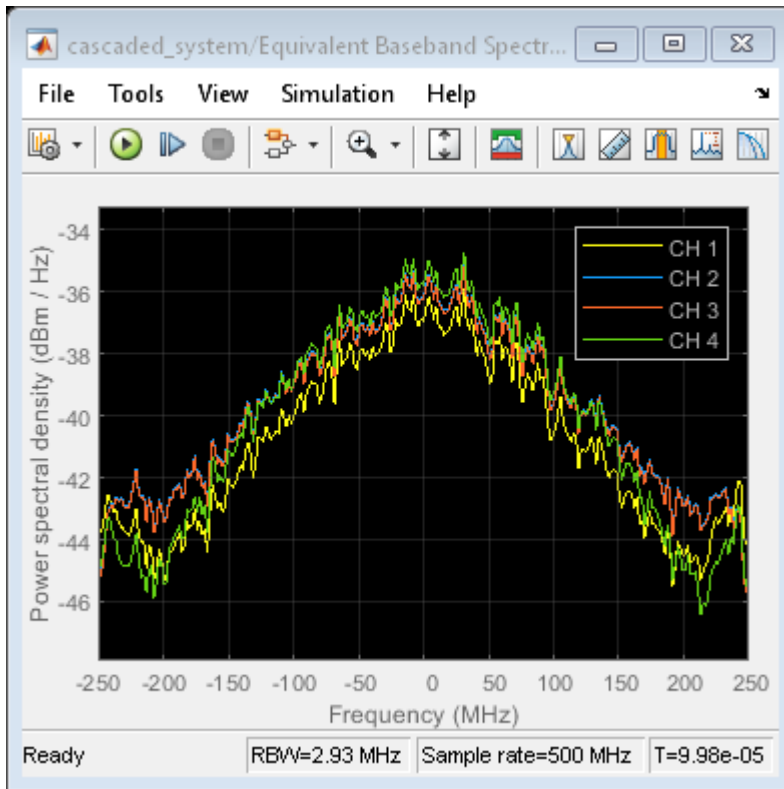 cascaded_system/Equivalent Baseband Spectr...
File Tools View Simulation Help
Power spectral density (dBm / Hz)
-34
-36
-38
-40
-42
-44
-46
CH 1
CH 2
CH 3
CH 4
-250 -200 -150 -100 -50 0 50 100 150 200 250
Frequency (MHz)
Ready RBW=2.93 MHz Sample rate=500 MHz T=9.98e-05